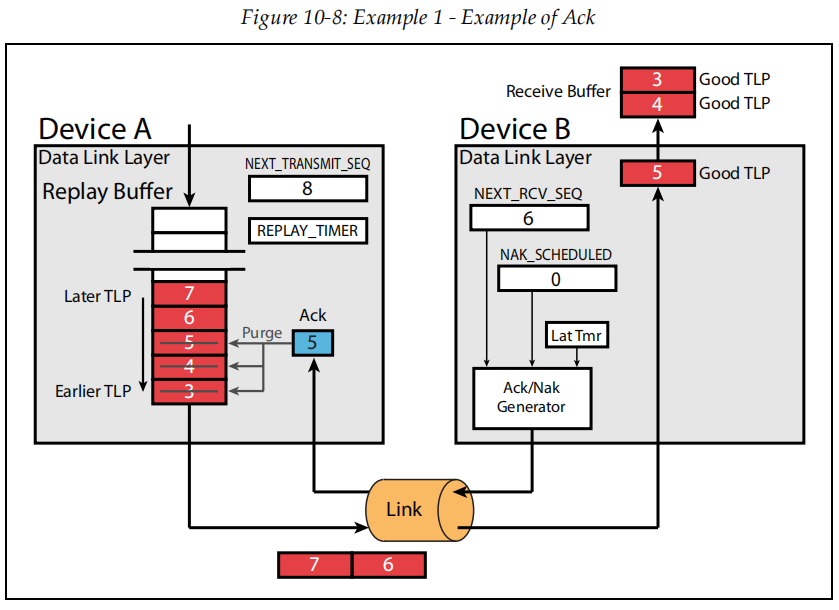 Figure 10-8: Example 1 - Example of Ack
Receive Buffer
3 Good TLP
4 Good TLP
Device A
Data Link Layer
Replay Buffer
NEXT_TRANSMIT_SEQ
8
REPLAY_TIMER
Later TLP
7
6
5
4
3
Earlier TLP
Purge
Ack
5
Device B
Data Link Layer
5 Good TLP
NEXT_RCV_SEQ
6
NAK_SCHEDULED
0
Lat Tmr
Ack/Nak
Generator
Link
7 6